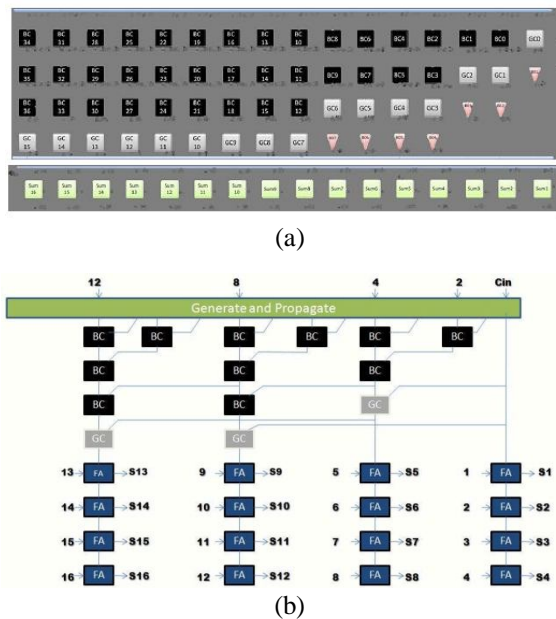 BC 34 BC 31 BC 28 BC 25 BC 22 BC 19 BC 16 BC 13 BC 10 BC8 BC6 BC4 BC2 BC1 BC0 GC0
BC 35 BC 32 BC 29 BC 26 BC 23 BC 20 BC 17 BC 14 BC 11 BC9 BC7 BC5 BC3 GC2 GC1
BC 36 BC 33 BC 30 BC 27 BC 24 BC 21 BC 18 BC 15 BC 12 GC6 GC5 GC4 GC3
GC 15 GC 14 GC 13 GC 12 GC 11 GC 10 GC9 GC8 GC7
Sum 16 Sum 15 Sum 14 Sum 13 Sum 12 Sum 11 Sum 10 Sum9 Sum8 Sum7 Sum6 Sum5 Sum4 Sum3 Sum2 Sum1
(a)
12 8 4 2 Cin
Generate and Propagate
BC BC BC BC BC BC
BC BC BC
BC BC GC
GC GC
13 FA S13 9 FA S9 5 FA S5 1 FA S1
14 FA S14 10 FA S10 6 FA S6 2 FA S2
15 FA S15 11 FA S11 7 FA S7 3 FA S3
16 FA S16 12 FA S12 8 FA S8 4 FA S4
(b)